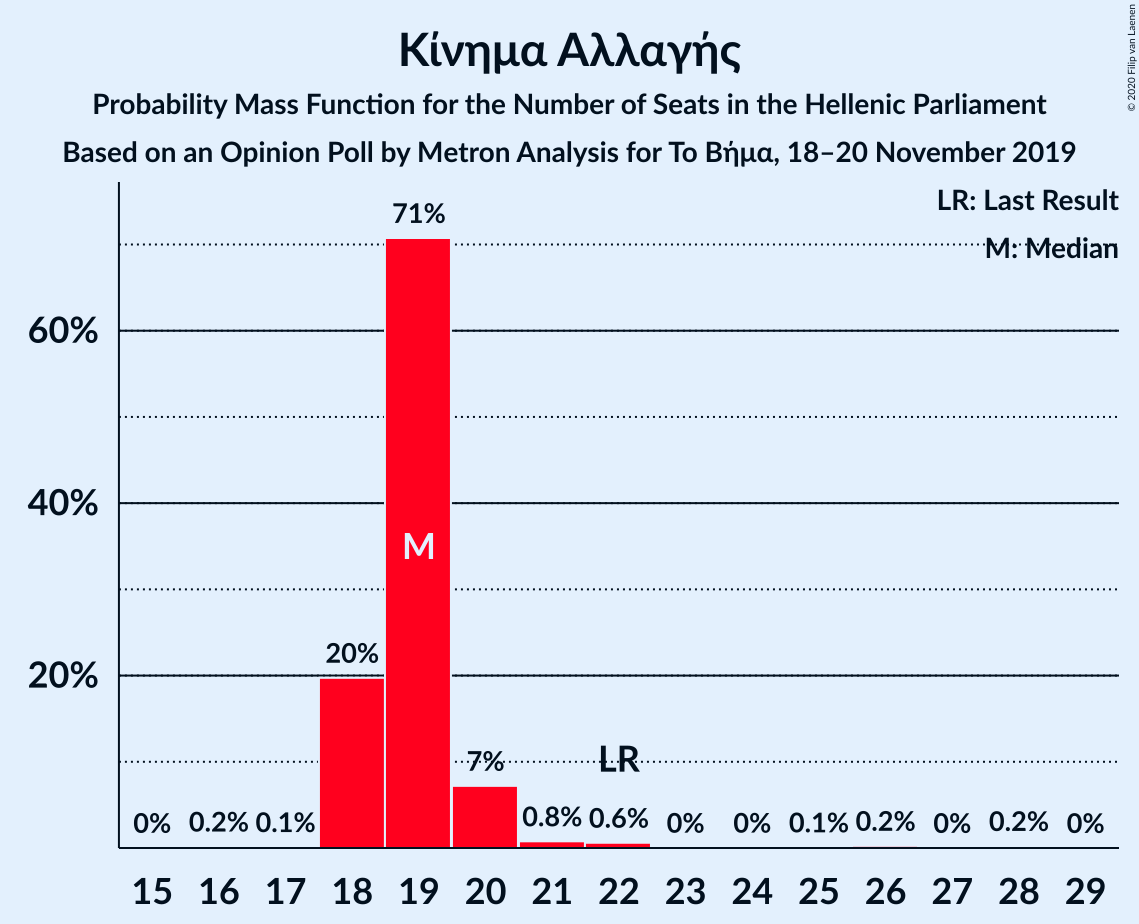 Κίνημα Αλλαγής
Probability Mass Function for the Number of Seats in the Hellenic Parliament
Based on an Opinion Poll by Metron Analysis for Το Βήμα, 18–20 November 2019
© 2020 Filip van Laenen
LR: Last Result
M: Median
71%
60%
40%
M
20%
20%
LR
7%
0% 0.2% 0.1% 0.8% 0.6% 0% 0% 0.1% 0.2% 0% 0.2% 0%
15 16 17 18 19 20 21 22 23 24 25 26 27 28 29